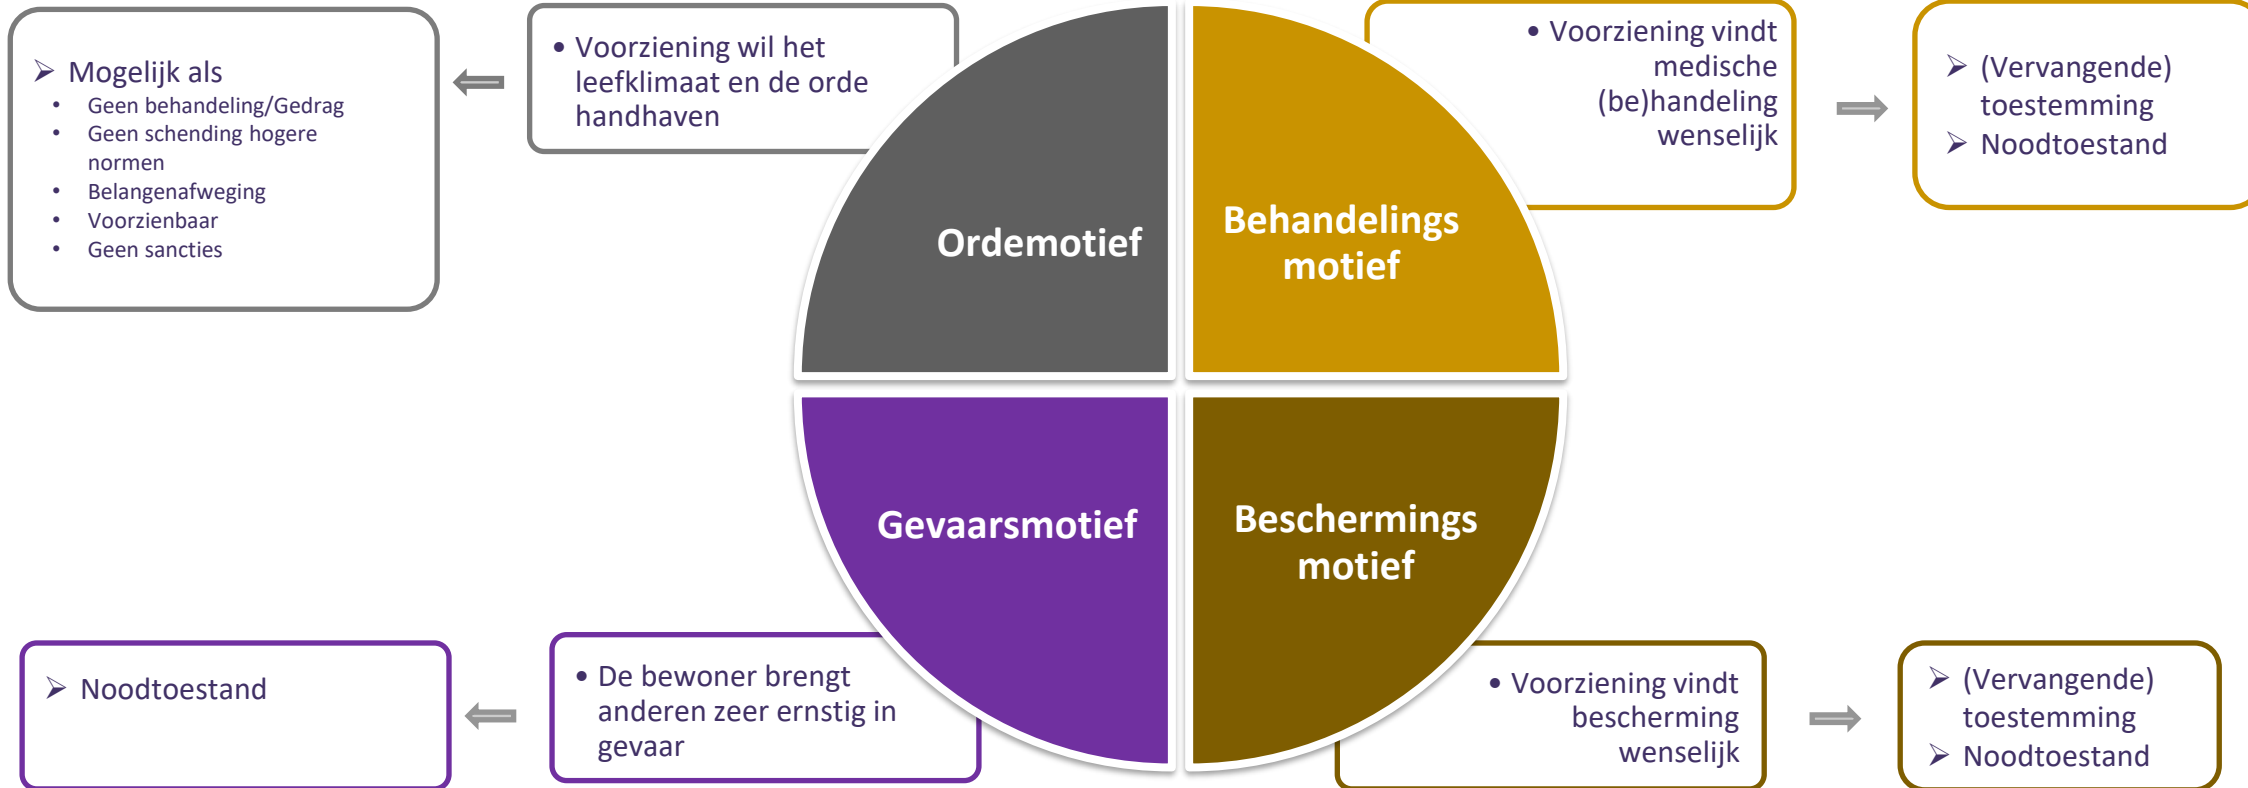 ➢ Mogelijk als
• Geen behandeling/Gedrag
• Geen schending hogere
normen
• Belangenafweging
• Voorzienbaar
• Geen sancties
• Voorziening wil het
leefklimaat en de orde
handhaven
Ordemotief
Behandelings
motief
• Voorziening vindt
medische
(be)handeling
wenselijk
➢ (Vervangende)
toestemming
➢ Noodtoestand
➢ Noodtoestand
• De bewoner brengt
anderen zeer ernstig in
gevaar
Gevaarsmotief
Beschermings
motief
• Voorziening vindt
bescherming
wenselijk
➢ (Vervangende)
toestemming
➢ Noodtoestand